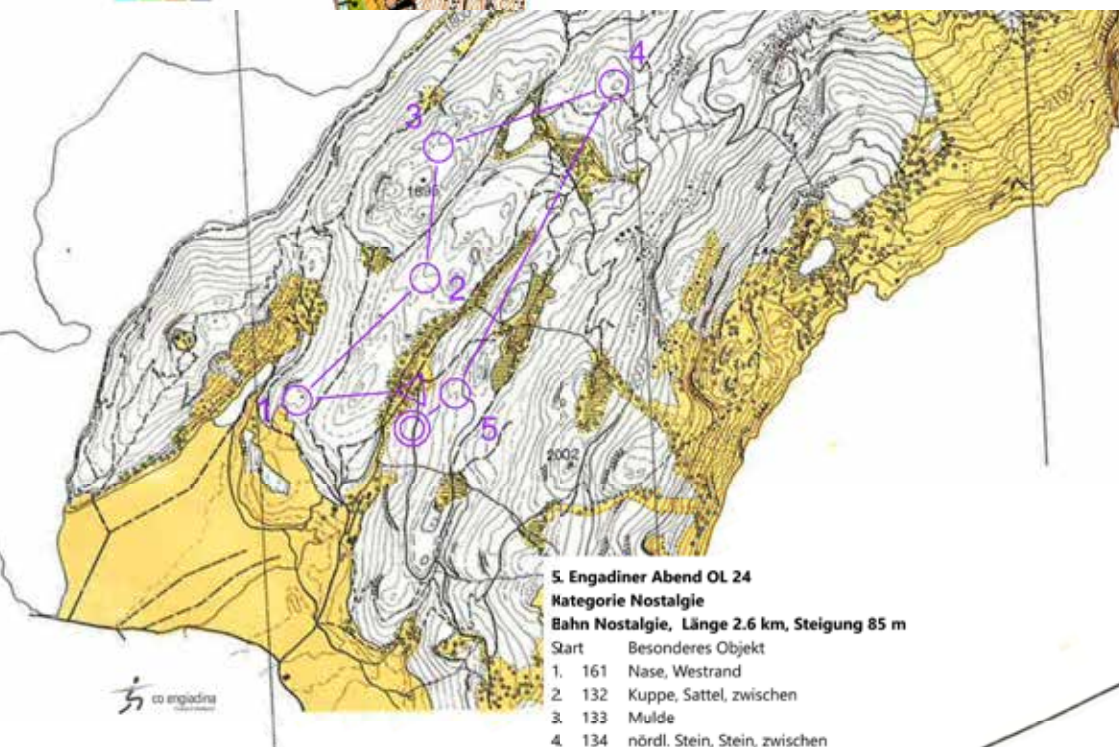 4
3
1896
2
1
5
2002
2100
5. Engadiner Abend OL 24
Kategorie Nostalgie
Bahn Nostalgie, Länge 2.6 km, Steigung 85 m
Start Besonderes Objekt
1. 161 Nase, Westrand
2. 132 Kuppe, Sattel, zwischen
3. 133 Mulde
4. 134 nördl. Stein, Stein, zwischen
co engiadina